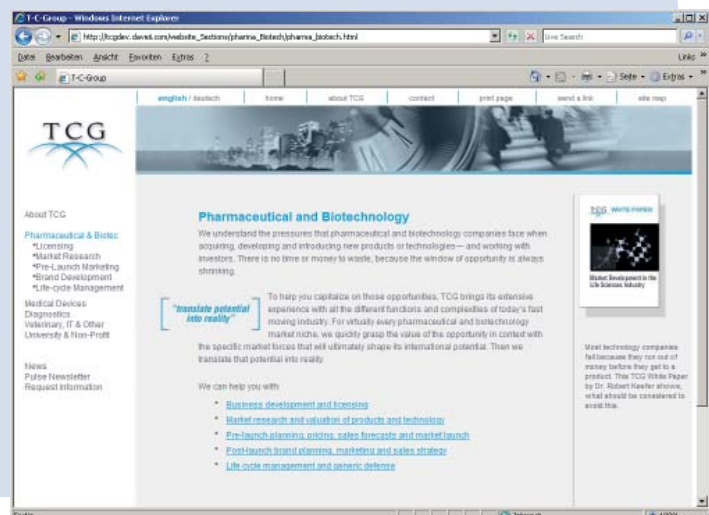 T-C-Group - Windows Internet Explorer
http://tcgdev.deves.com/website_Sections/pharma_Biotech/pharma_biotech.html
Live Search
Datei Bearbeiten Ansicht Favoriten Extras ?
Links
T-C-Group
Seite Extras
english / deutsch home about TCG contact print page send a link site map
TCG
About TCG
Pharmaceutical & Biotec
*Licensing
*Market Research
*Pre-Launch Marketing
*Brand Development
*Life-cycle Management
Medical Devices
Diagnostics
Veterinary, IT & Other
University & Non-Profit
News
Pulse Newsletter
Request Information
Pharmaceutical and Biotechnology
We understand the pressures that pharmaceutical and biotechnology companies face when
acquiring, developing and introducing new products or technologies— and working with
investors. There is no time or money to waste, because the window of opportunity is always
shrinking.
"translate potential
into reality"
To help you capitalize on those opportunities, TCG brings its extensive
experience with all the different functions and complexities of today's fast
moving industry. For virtually every pharmaceutical and biotechnology
market niche, we quickly grasp the value of the opportunity in context with
the specific market forces that will ultimately shape its international potential. Then we
translate that potential into reality.
We can help you with
* Business development and licensing
* Market research and valuation of products and technology
* Pre-launch planning, pricing, sales forecasts and market launch
* Post-launch brand planning, marketing and sales strategy
* Life cycle management and generic defense
TCG WHITE PAPER
Market Development in the
Life Sciences Industry
Most technology companies
fail because they run out of
money before they get to a
product. This TCG White Paper
by Dr. Robert Keefer shows,
what should be considered to
avoid this.
Fertig
Internet
100%